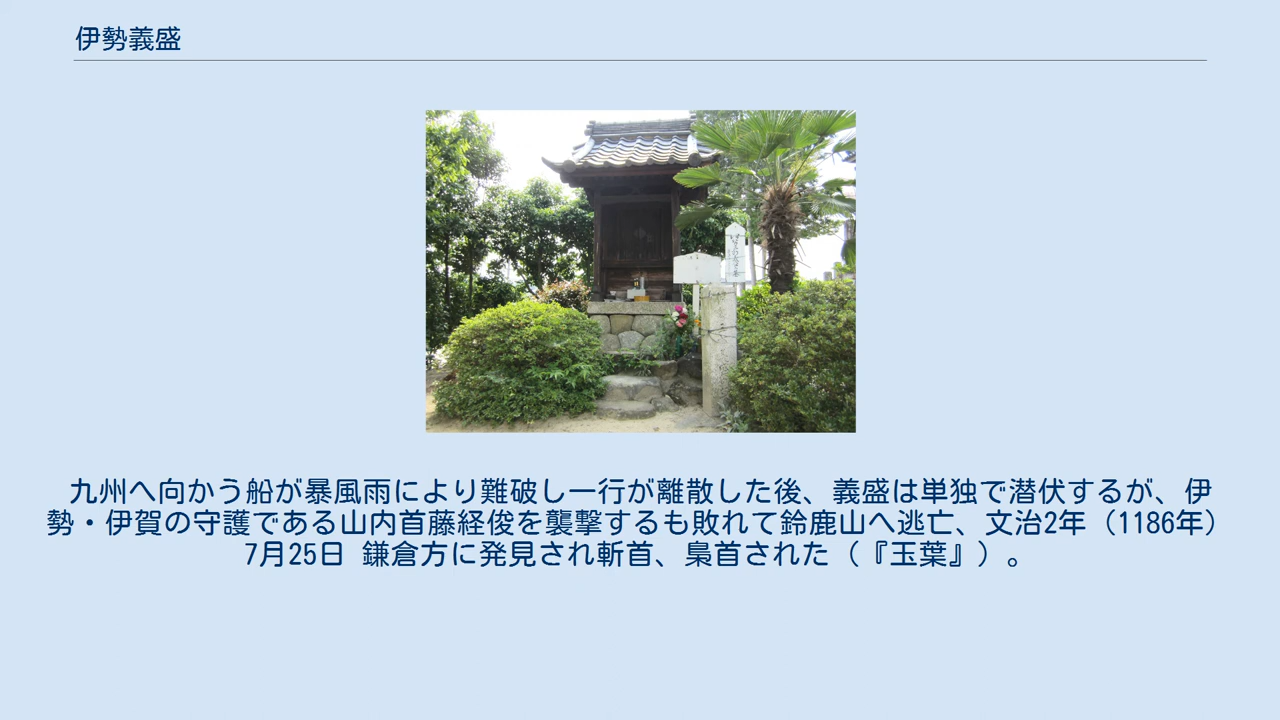 伊勢義盛
九州へ向かう船が暴風雨により難破し一行が離散した後、義盛は単独で潜伏するが、伊
勢・伊賀の守護である山内首藤経俊を襲撃するも敗れて鈴鹿山へ逃亡、文治2年（1186年）
7月25日 鎌倉方に発見され斬首、梟首された（『玉葉』）。